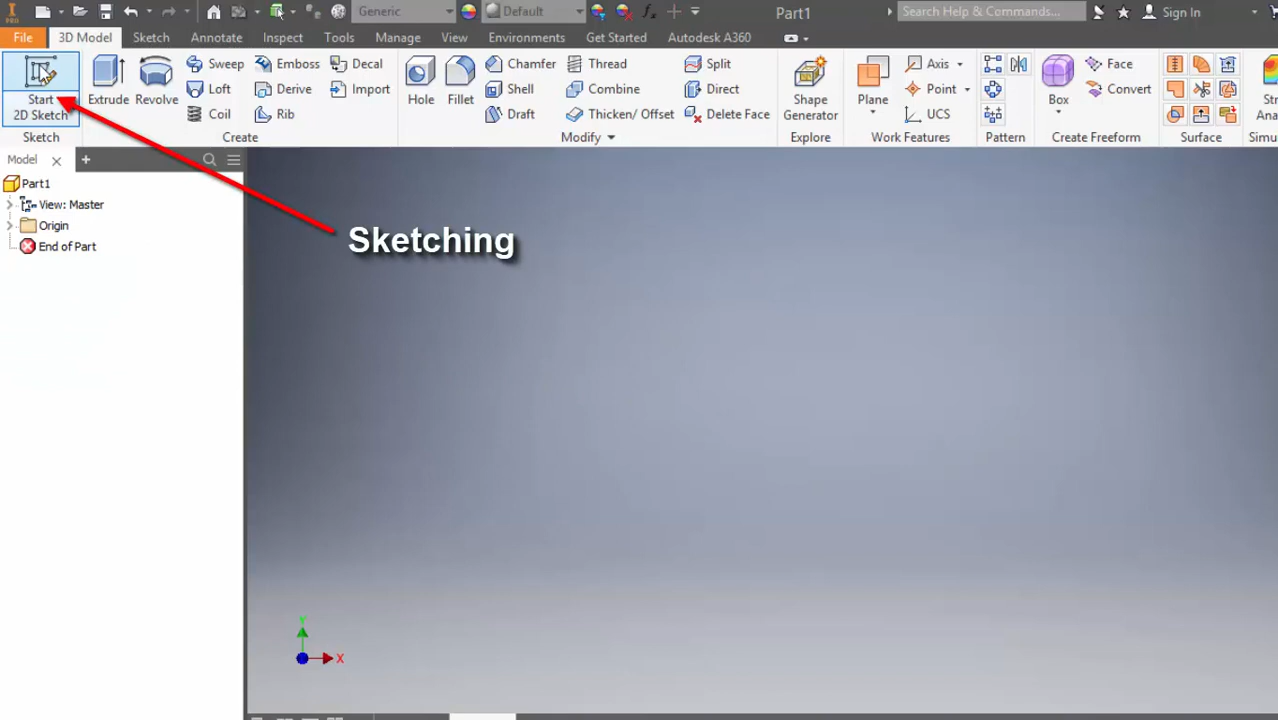 PRO
Generic
Default
Part1
Search Help & Commands...
Sign In
File
3D Model
Sketch
Annotate
Inspect
Tools
Manage
View
Environments
Get Started
Autodesk A360
Start
2D Sketch
Sketch
Extrude
Revolve
Sweep
Loft
Coil
Emboss
Derive
Rib
Decal
Import
Create
Hole
Fillet
Chamfer
Shell
Draft
Thread
Combine
Thicken/ Offset
Split
Direct
Delete Face
Modify
Shape
Generator
Explore
Plane
Axis
Point
UCS
Work Features
Pattern
Box
Face
Convert
Create Freeform
Surface
Model
Part1
View: Master
Origin
End of Part
Sketching
Y
X